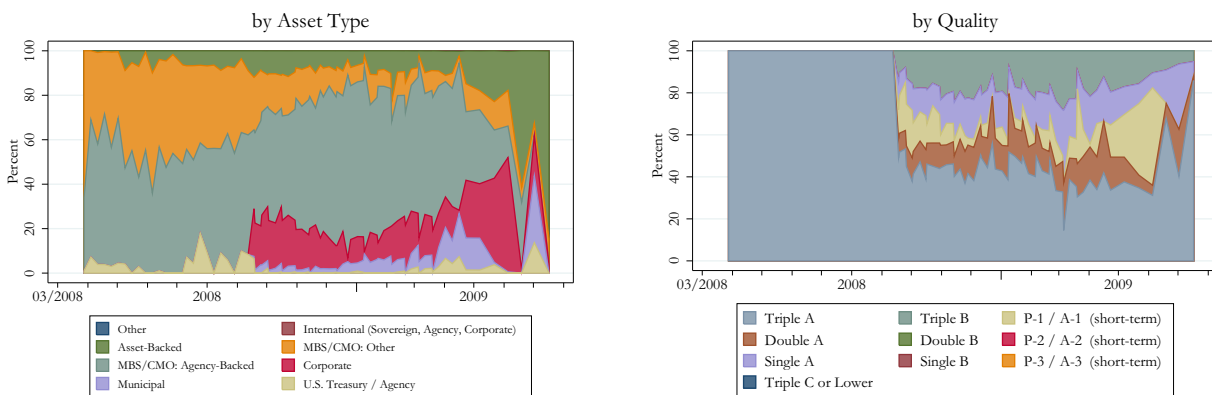 by Asset Type
Percent
100
80
60
40
20
0
03/2008
2008
2009
Other
International (Sovereign, Agency, Corporate)
Asset-Backed
MBS/CMO: Other
MBS/CMO: Agency-Backed
Corporate
Municipal
U.S. Treasury / Agency
by Quality
Percent
100
80
60
40
20
0
03/2008
2008
2009
Triple A
Triple B
P-1 / A-1 (short-term)
Double A
Double B
P-2 / A-2 (short-term)
Single A
Single B
P-3 / A-3 (short-term)
Triple C or Lower